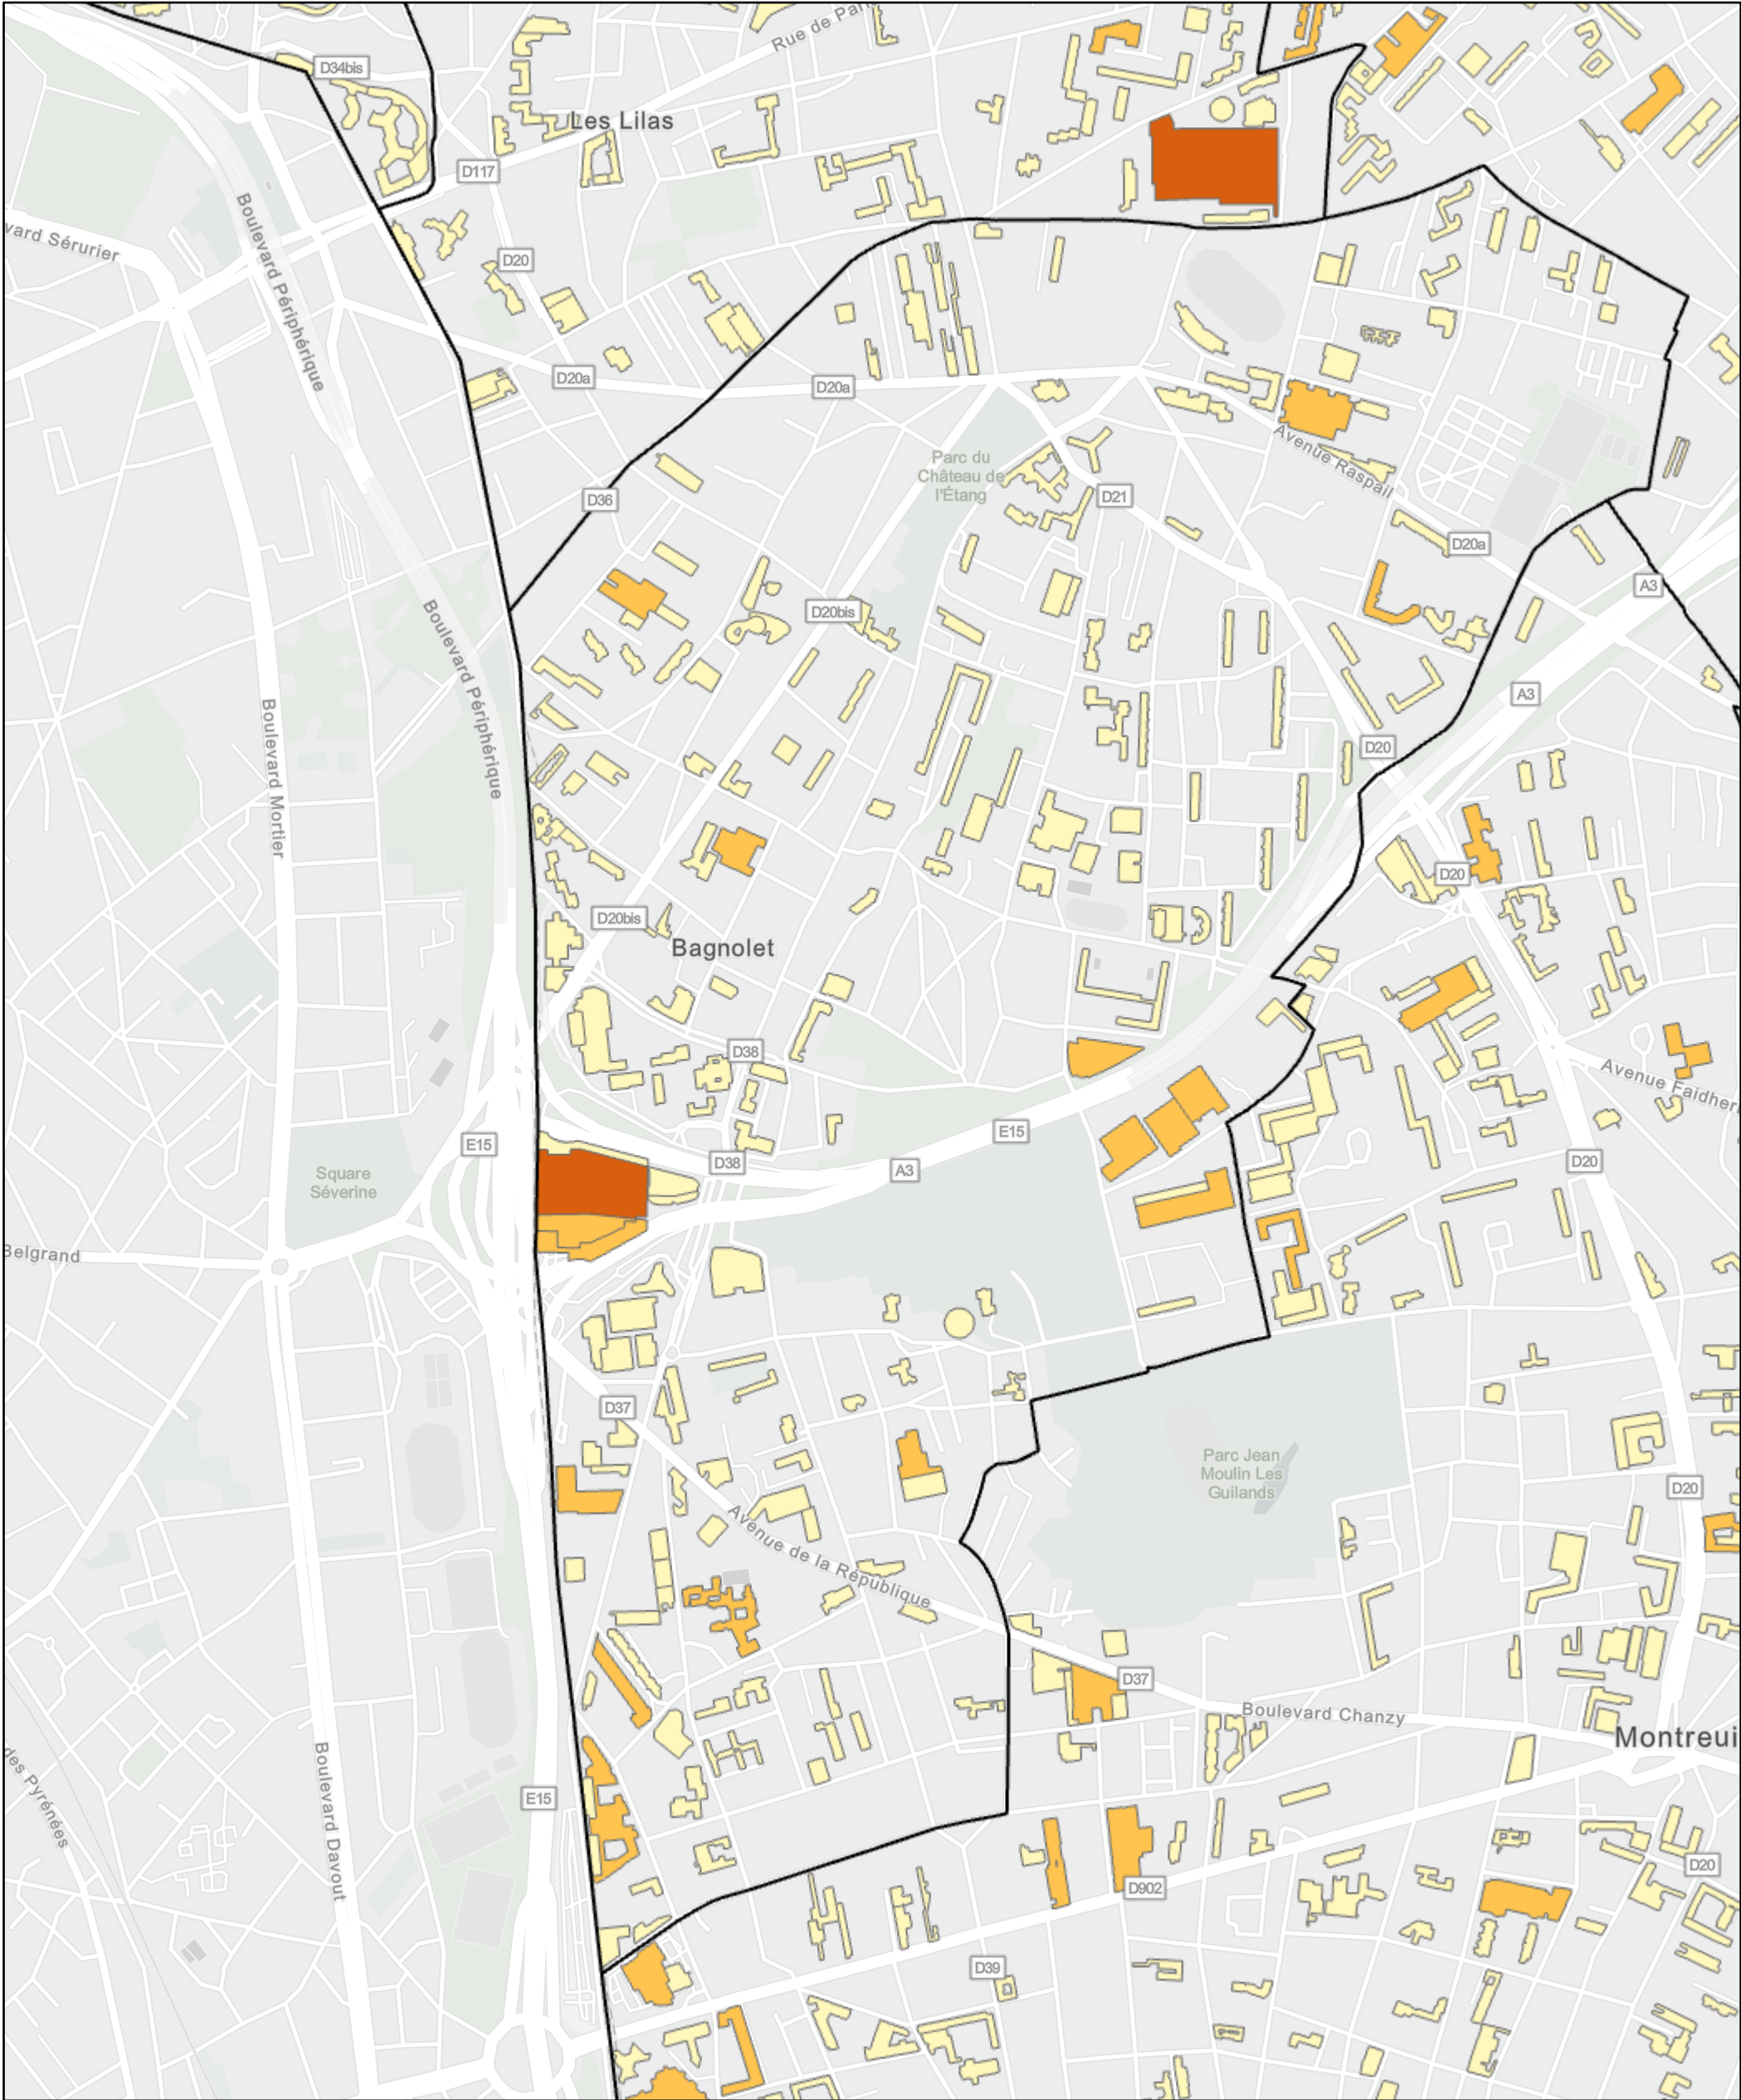 Rue de Pari
D34bis
Les Lilas
D117
vard Sérurier
Boulevard Périphérique
D20
D20a
D20a
Avenue Raspail
Parc du
Château de
l'Étang
D36
D21
D20a
A3
Boulevard Périphérique
D20bis
A3
Boulevard Mortier
D20
D20
D20bis
Bagnolet
D38
Avenue Faidher
E15
E15
D38
A3
D20
Square
Séverine
Belgrand
D37
Parc Jean
Moulin Les
Guilands
D20
Avenue de la République
D37
Boulevard Chanzy
Montreui
des Pyrénées
Boulevard Davout
E15
D20
D902
D39